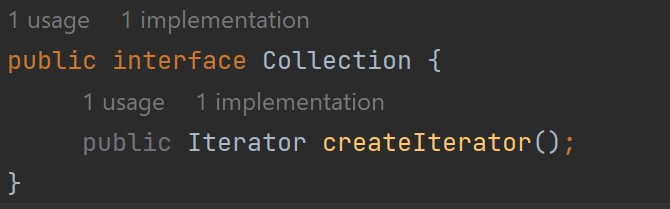 1 usage   1 implementation
public interface Collection {
1 usage   1 implementation
public Iterator createIterator();
}